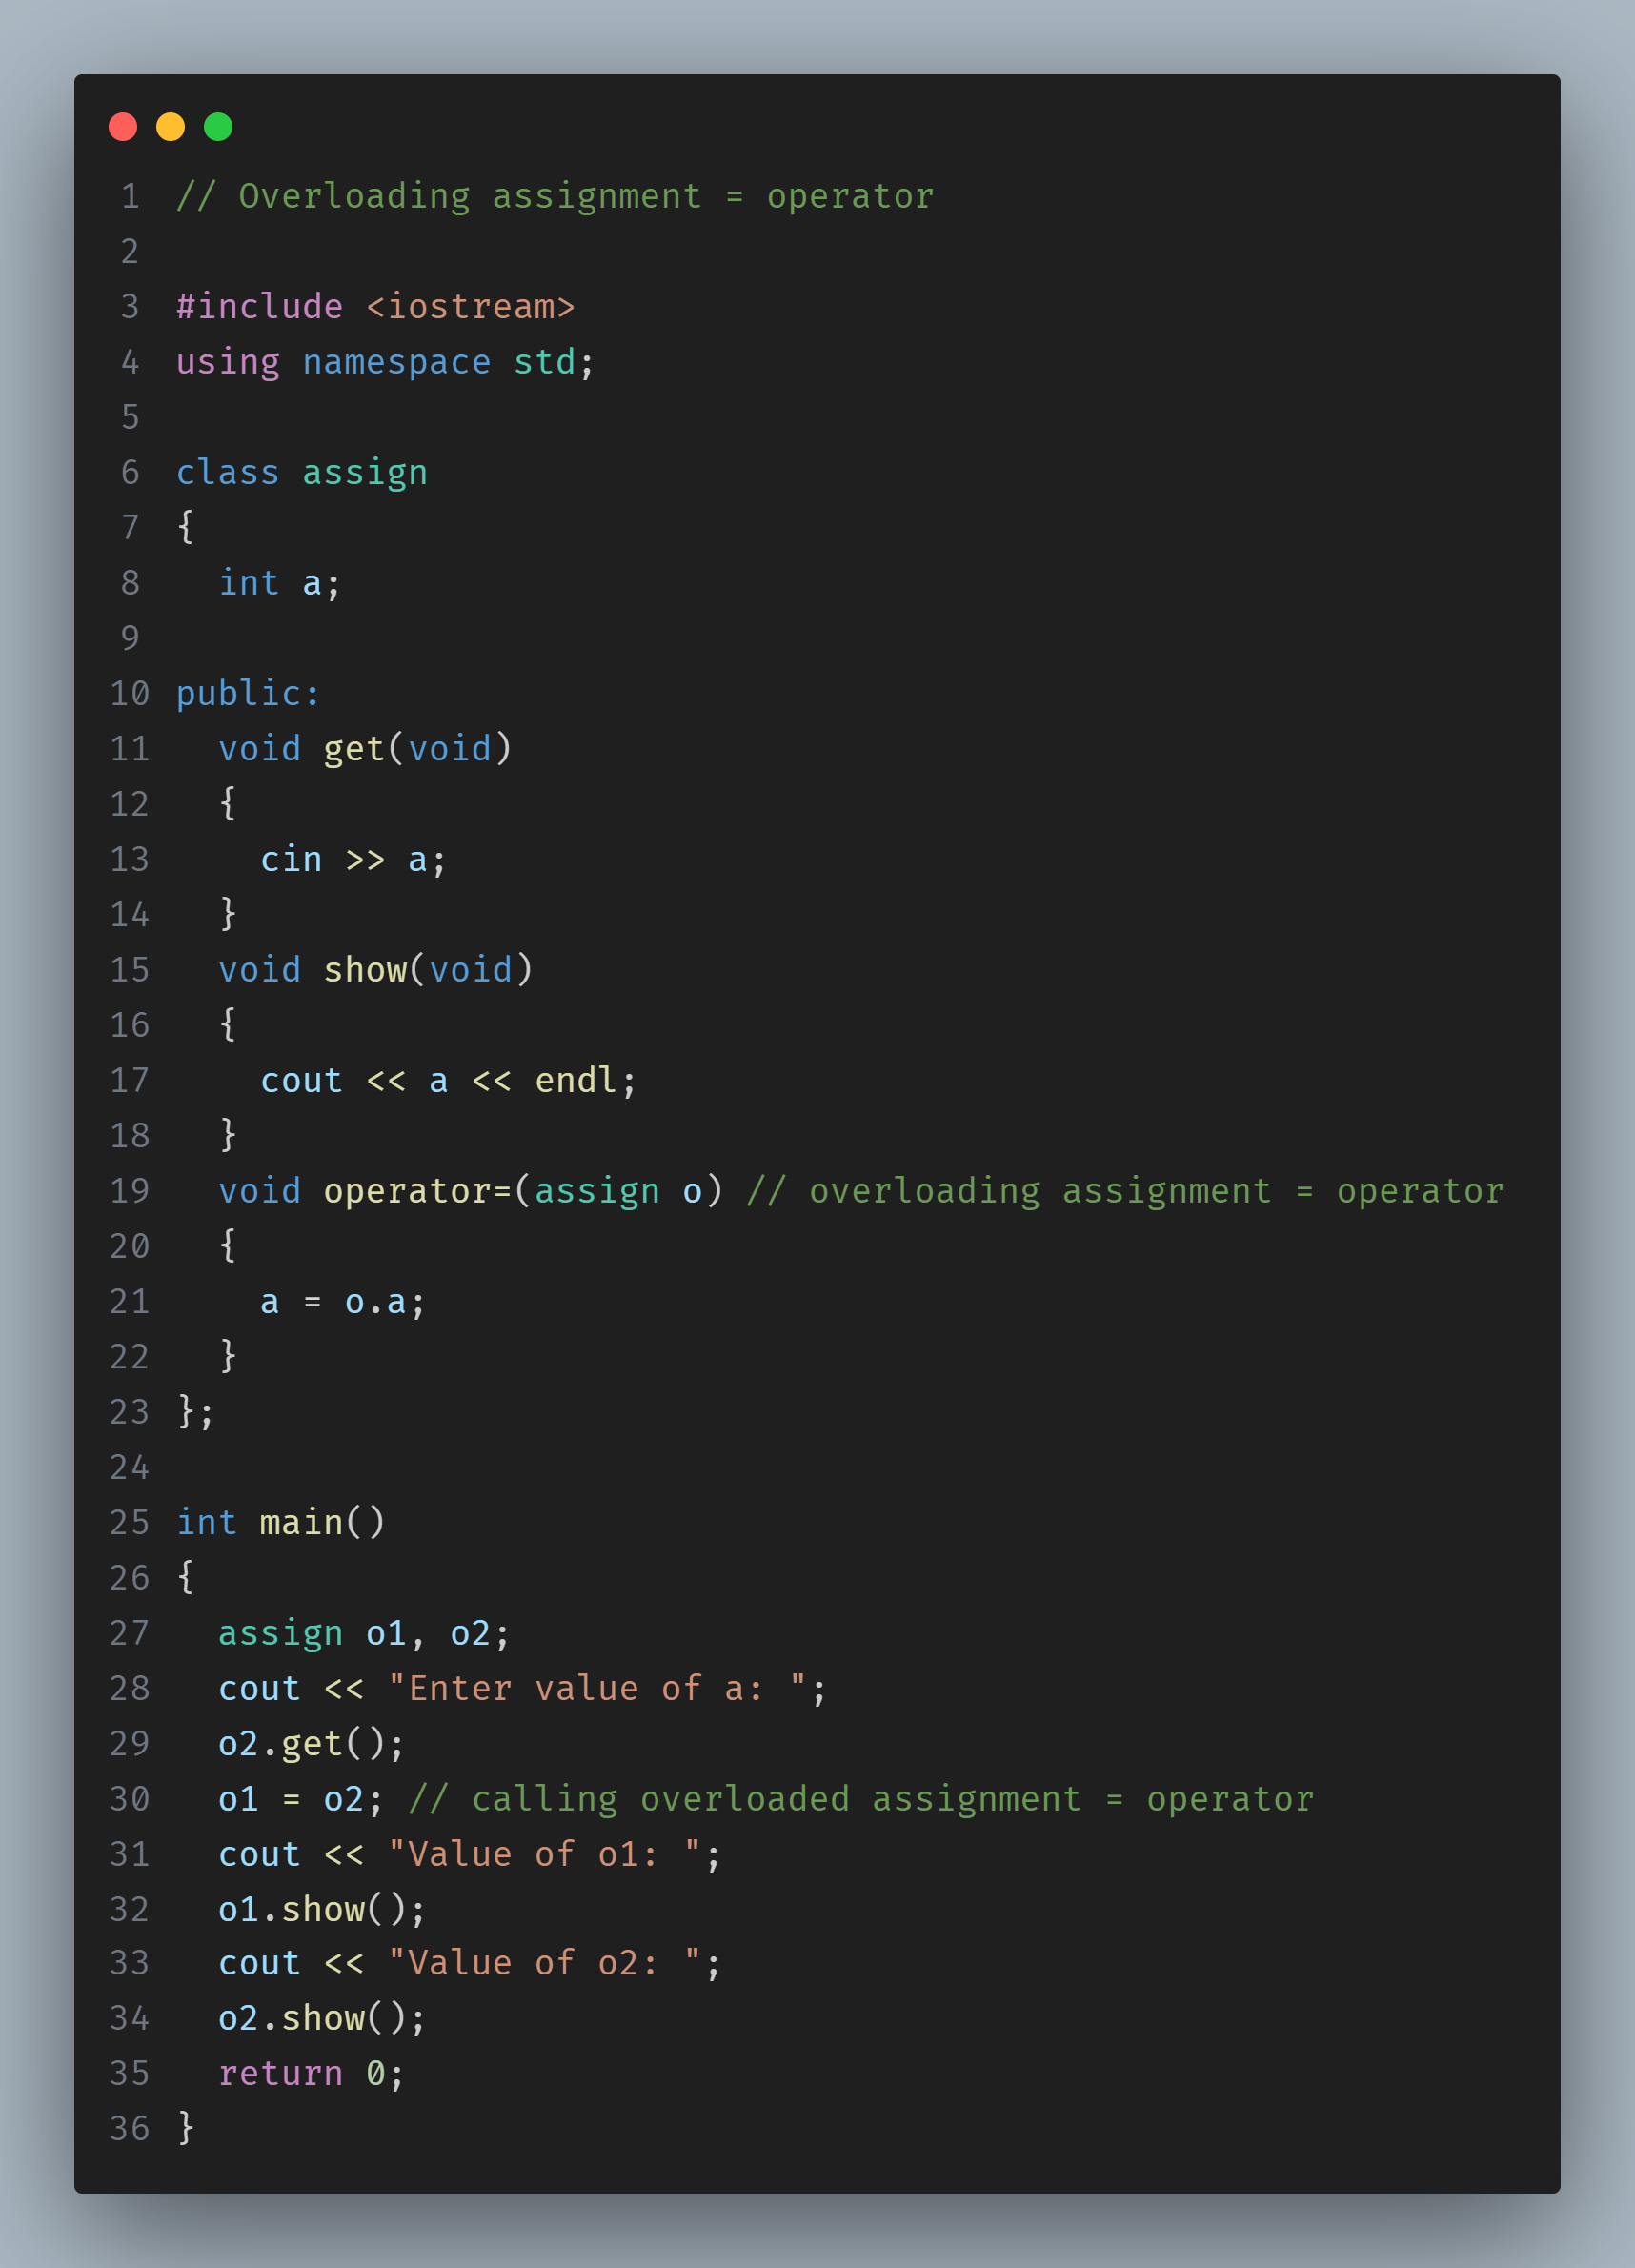 1 // Overloading assignment = operator
2
3 #include <iostream>
4 using namespace std;
5
6 class assign
7 {
8   int a;
9
10 public:
11   void get(void)
12   {
13     cin >> a;
14   }
15   void show(void)
16   {
17     cout << a << endl;
18   }
19   void operator=(assign o) // overloading assignment = operator
20   {
21     a = o.a;
22   }
23 };
24
25 int main()
26 {
27   assign o1, o2;
28   cout << "Enter value of a: ";
29   o2.get();
30   o1 = o2; // calling overloaded assignment = operator
31   cout << "Value of o1: ";
32   o1.show();
33   cout << "Value of o2: ";
34   o2.show();
35   return 0;
36 }